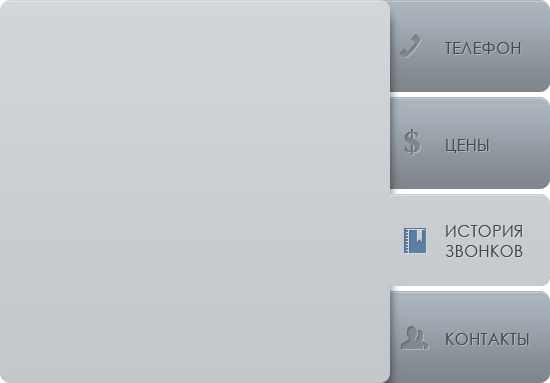 ТЕЛЕФОН
ЦЕНЫ
ИСТОРИЯ
ЗВОНКОВ
КОНТАКТЫ